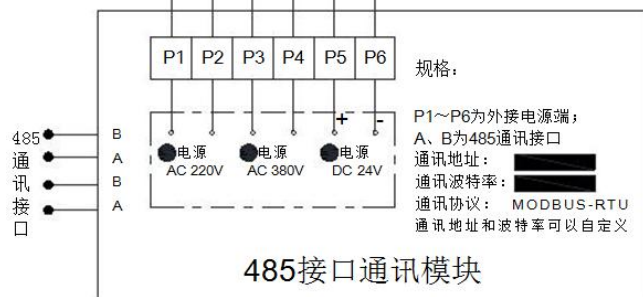 P1 P2 P3 P4 P5 P6
规格：
+ -
P1～P6为外接电源端；
A、B为485通讯接口
通讯地址：
通讯波特率：
通讯协议： MODBUS-RTU
通讯地址和波特率可以自定义
电源 电源 电源
AC 220V AC 380V DC 24V
485通讯接口
B
A
B
A
485接口通讯模块